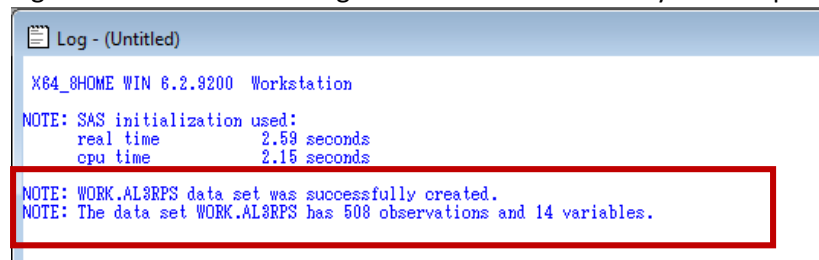 Log - (Untitled)
X64_8HOME WIN 6.2.9200 Workstation
NOTE: SAS initialization used:
real time 2.59 seconds
cpu time 2.15 seconds
NOTE: WORK.AL3RPS data set was successfully created.
NOTE: The data set WORK.AL3RPS has 508 observations and 14 variables.